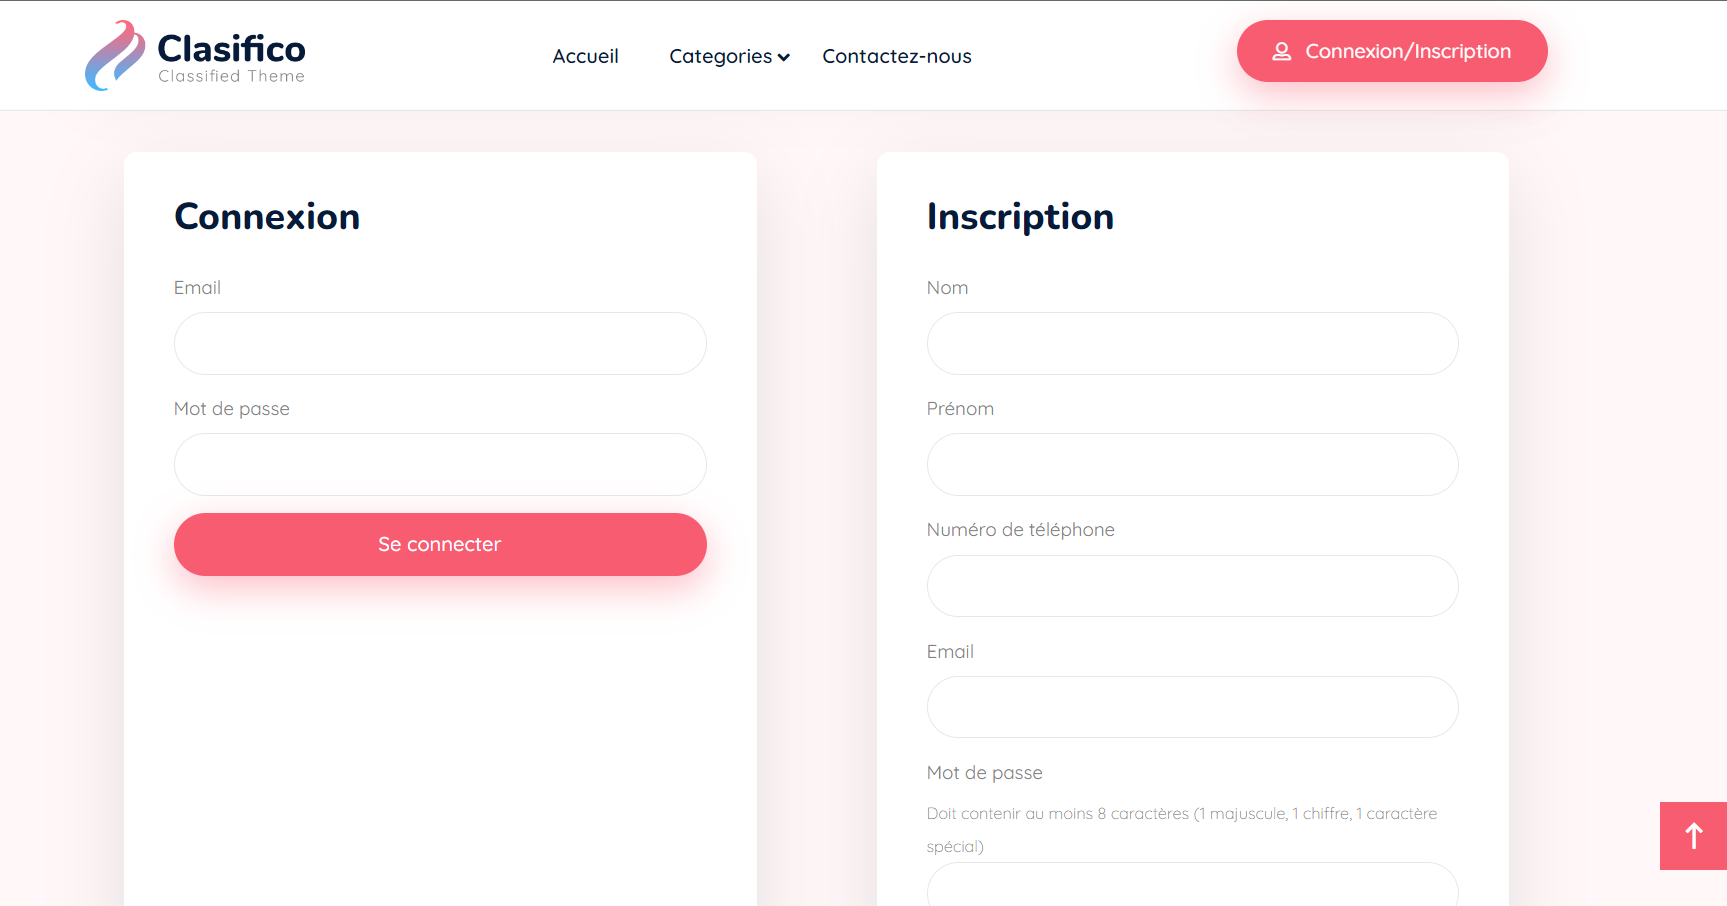 Clasifico
Classified Theme
Accueil
Categories
Contactez-nous
Connexion/Inscription
Connexion
Email
Mot de passe
Se connecter
Inscription
Nom
Prénom
Numéro de téléphone
Email
Mot de passe
Doit contenir au moins 8 caractères (1 majuscule, 1 chiffre, 1 caractère
spécial)